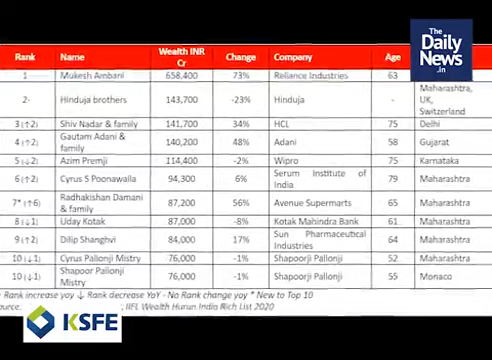 The
Daily
News
.in
Rank Name Wealth INR Cr Change Company Age
1 Mukesh Ambani 658,400 73% Reliance Industries 63
2- Hinduja brothers 143,700 -23% Hinduja - Maharashtra, UK, Switzerland
3 (↑2) Shiv Nadar & family 141,700 34% HCL 75 Delhi
4 (↑2) Gautam Adani & family 140,200 48% Adani 58 Gujarat
5 (↓2) Azim Premji 114,400 -2% Wipro 75 Karnataka
6 (↑2) Cyrus S Poonawalla 94,300 6% Serum Institute of India 79 Maharashtra
7* (↑6) Radhakishan Damani & family 87,200 56% Avenue Supermarts 65 Maharashtra
8 (↓1) Uday Kotak 87,000 -8% Kotak Mahindra Bank 61 Maharashtra
9 (↑2) Dilip Shanghvi 84,000 17% Sun Pharmaceutical Industries 64 Maharashtra
10 (↓1) Cyrus Pallonji Mistry 76,000 -1% Shapoorji Pallonji 52 Maharashtra
10 (↓1) Shapoor Pallonji Mistry 76,000 -1% Shapoorji Pallonji 55 Monaco
Rank increase yoy ↓ Rank decrease YoY - No Rank change yoy * New to Top 10
IIFL Wealth Hurun India Rich List 2020
KSFE